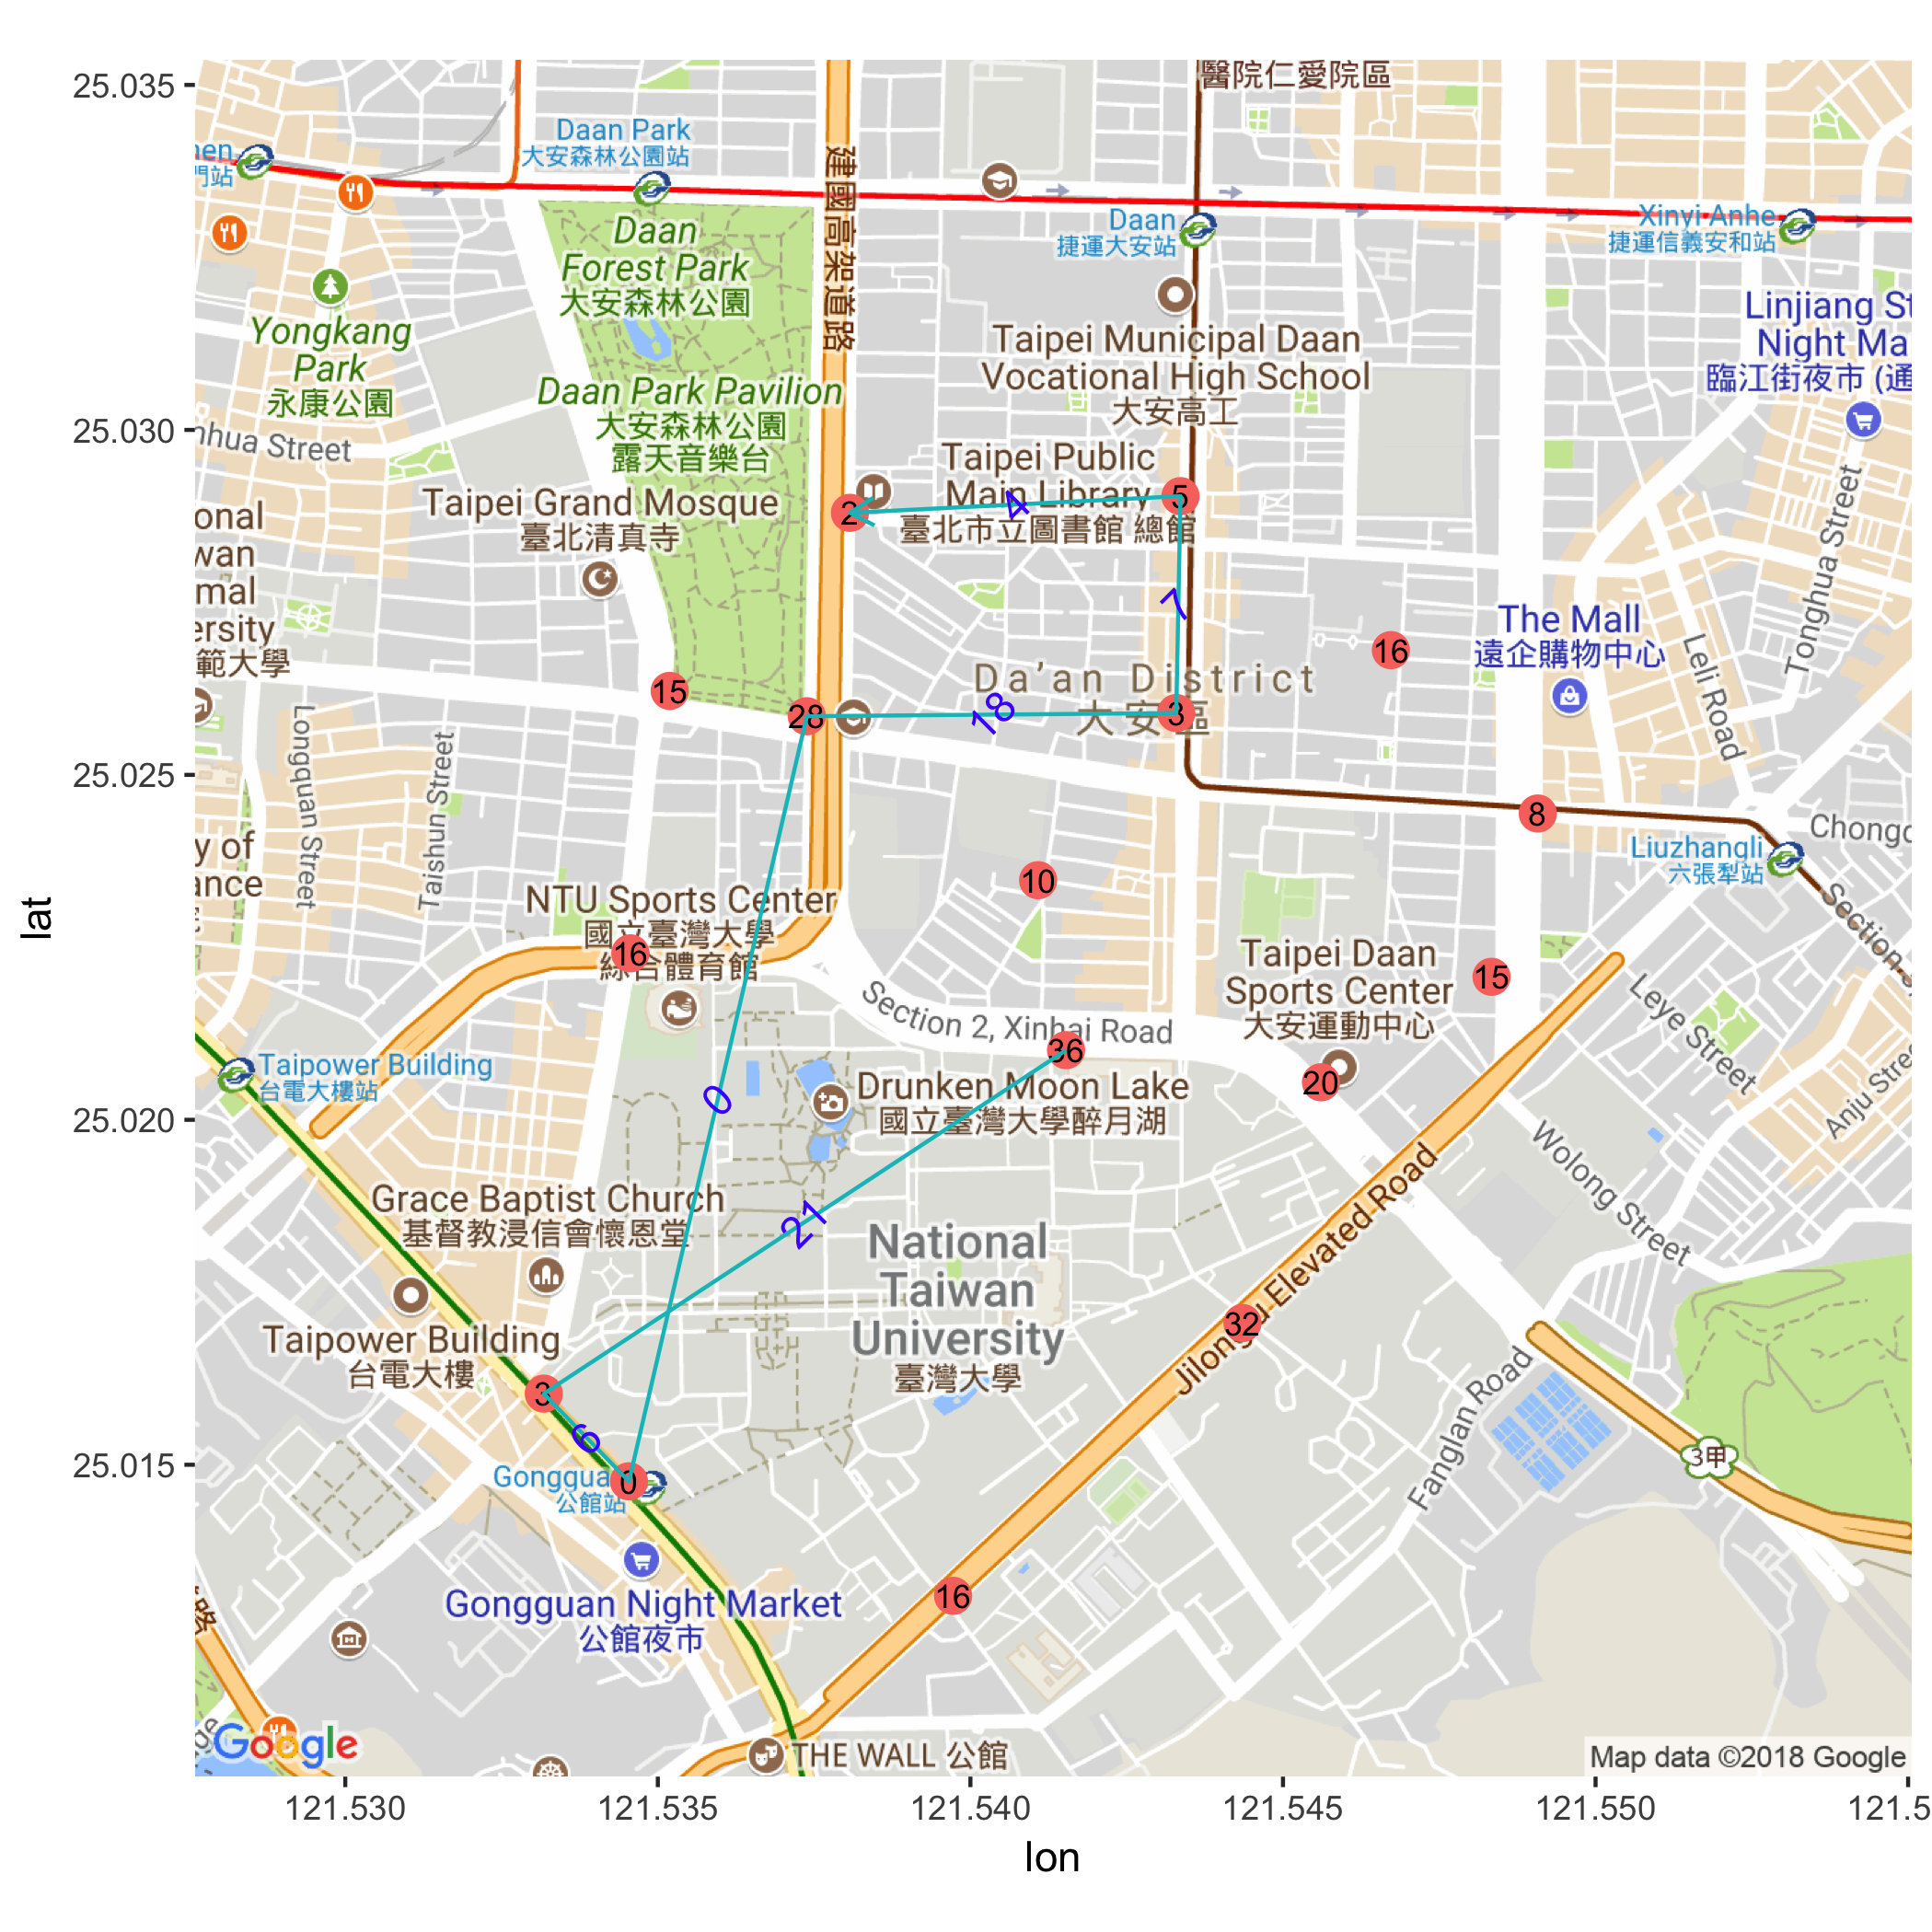 25.035
25.030
25.025
25.020
25.015
lat
醫院仁愛院區
Daan Park
大安森林公園站
門站
建國高架道路
Daan
捷運大安站
Xinyi Anhe
捷運信義安和站
Daan
Forest Park
大安森林公園
Yongkang
Park
永康公園
Linjiang St
Night Ma
臨江街夜市 (通
Taipei Municipal Daan
Vocational High School
大安高工
Daan Park Pavilion
大安森林公園
露天音樂台
nhua Street
Taipei Public
Main Library
臺北市立圖書館 總館
2
4
5
Taipei Grand Mosque
臺北清真寺
onal
wan
mal
ersity
範大學
Tonghua Street
7
The Mall
遠企購物中心
Leli Road
16
Da'an District
大安區
15
28
18
3
Longquan Street
Taishun Street
8
Chongq
Liuzhangli
六張犁站
y of
ance
10
NTU Sports Center
國立臺灣大學
綜合體育館
16
Taipei Daan
Sports Center
大安運動中心
15
Section 2, Xinhai Road
36
20
Leye Street
Anju Stree
Taipower Building
台電大樓站
0
Drunken Moon Lake
國立臺灣大學醉月湖
Wolong Street
Grace Baptist Church
基督教浸信會懷恩堂
21
National
Taiwan
University
臺灣大學
Jilong Elevated Road
32
Taipower Building
台電大樓
3
6
Fanglan Road
3甲
Gonggua
公館站
0
16
Gongguan Night Market
公館夜市
路
Google
THE WALL 公館
Map data ©2018 Google
121.530
121.535
121.540
121.545
121.550
121.5
lon